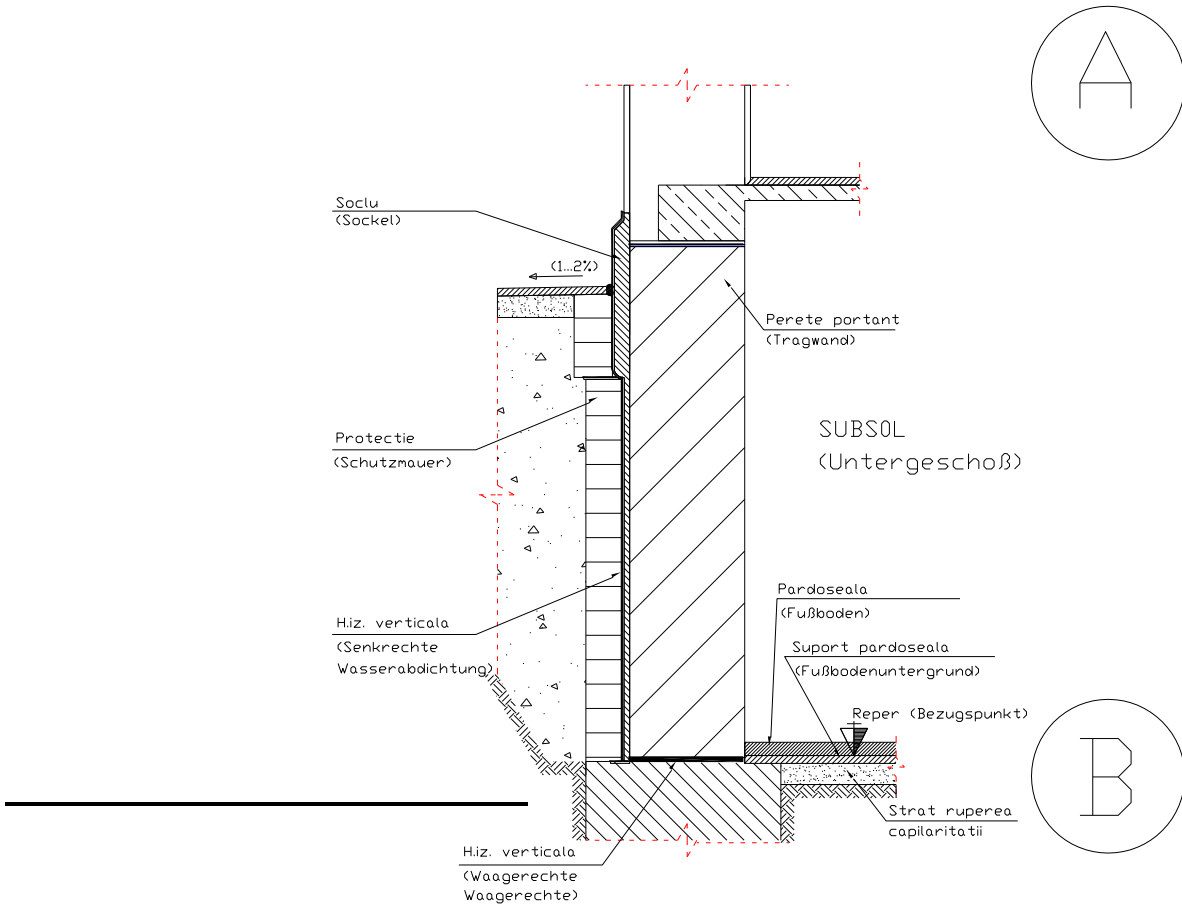 A
Soclu
(Sockel)
(1...2%)
Perete portant
(Tragwand)
SUBSOL
(Untergeschoß)
Protectie
(Schutzmauer)
Pardoseala
(Fußboden)
H.iz. verticala
(Senkrechte
Wasserabdichtung)
Suport pardoseala
(Fußbodenuntergrund)
Reper (Bezugspunkt)
B
Strat ruperea
capilaritatii
H.iz. verticala
(Waagerechte
Waagerechte)